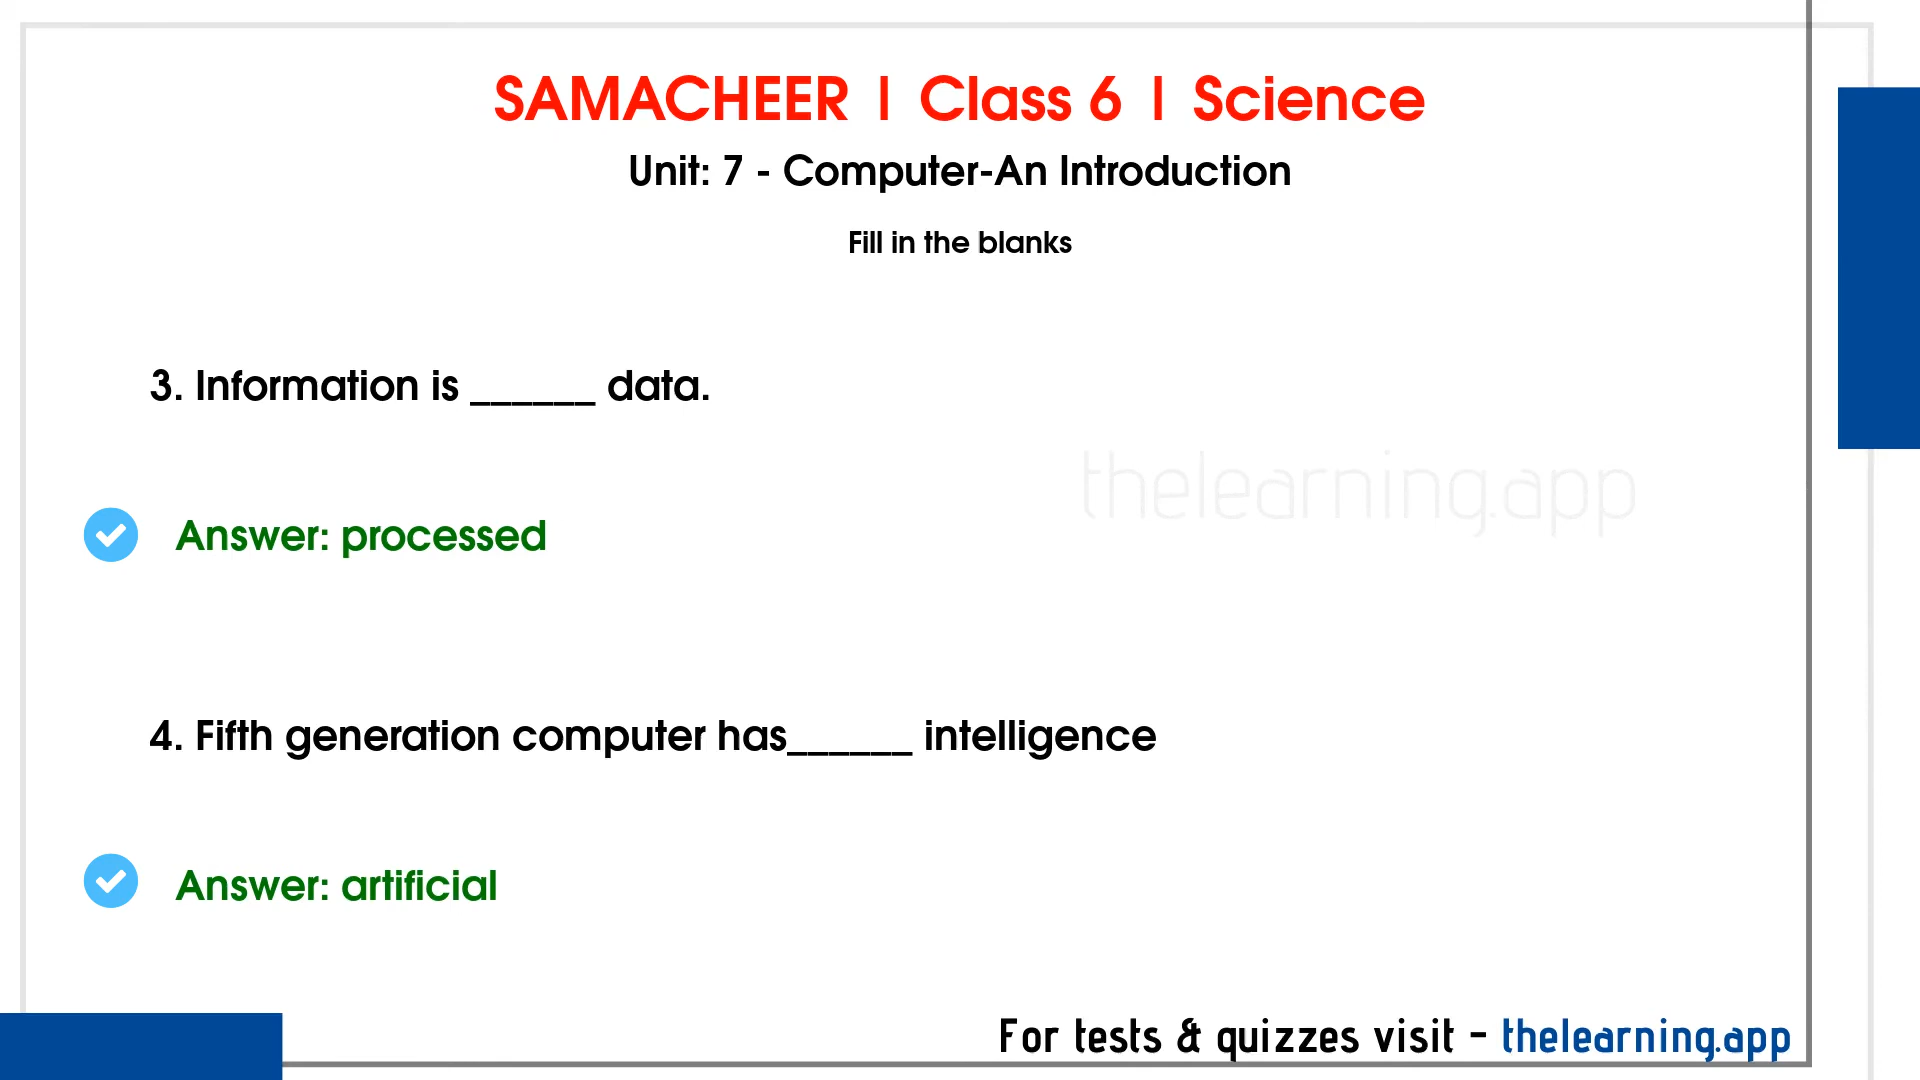 SAMACHEER | Class 6 | Science
Unit: 7 - Computer-An Introduction
Fill in the blanks
3. Information is ______ data.
thelearning.app
Answer: processed
4. Fifth generation computer has______ intelligence
Answer: artificial
For tests & quizzes visit - thelearning.app